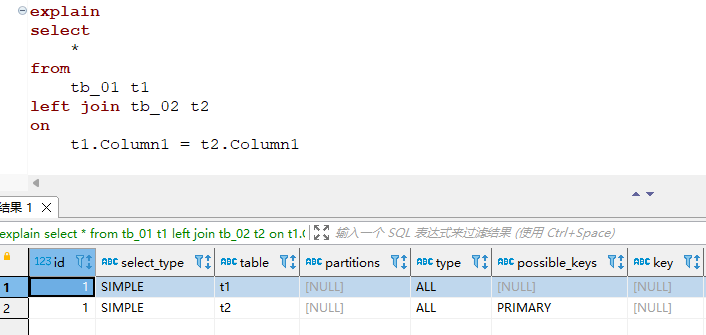 explain
select
*
from
tb_01 t1
left join tb_02 t2
on
t1.Column1 = t2.Column1
结果 1
explain select * from tb_01 t1 left join tb_02 t2 on t1.
输入一个 SQL 表达式来过滤结果 (使用 Ctrl+Space)
123 id ABC select_type ABC table ABC partitions ABC type ABC possible_keys ABC key
1 1 SIMPLE t1 [NULL] ALL [NULL] [NULL]
2 1 SIMPLE t2 [NULL] ALL PRIMARY [NULL]